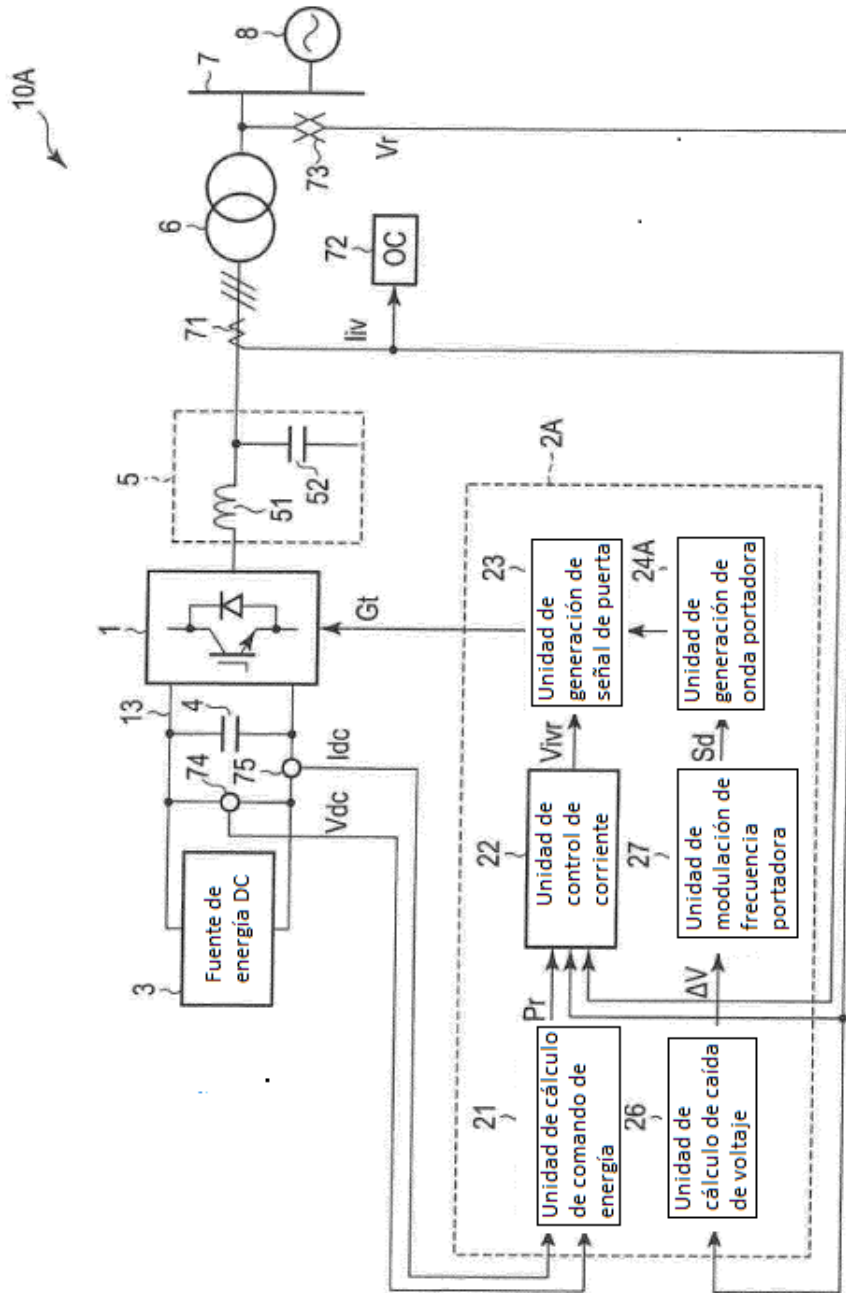 10A
8
7
73
Vr
6
72
OC
71
Iiv
5
51
52
2A
1
13
4
74
75
Idc
Vdc
3
Fuente de
energía DC
Gt
23
Unidad de
generación de
señal de puerta
24A
Unidad de
generación de
onda portadora
Vivr
Sd
22
Unidad de
control de
corriente
27
Unidad de
modulación de
frecuencia
portadora
Pr
ΔV
21
Unidad de cálculo
de comando de
energía
26
Unidad de
cálculo de caída
de voltaje